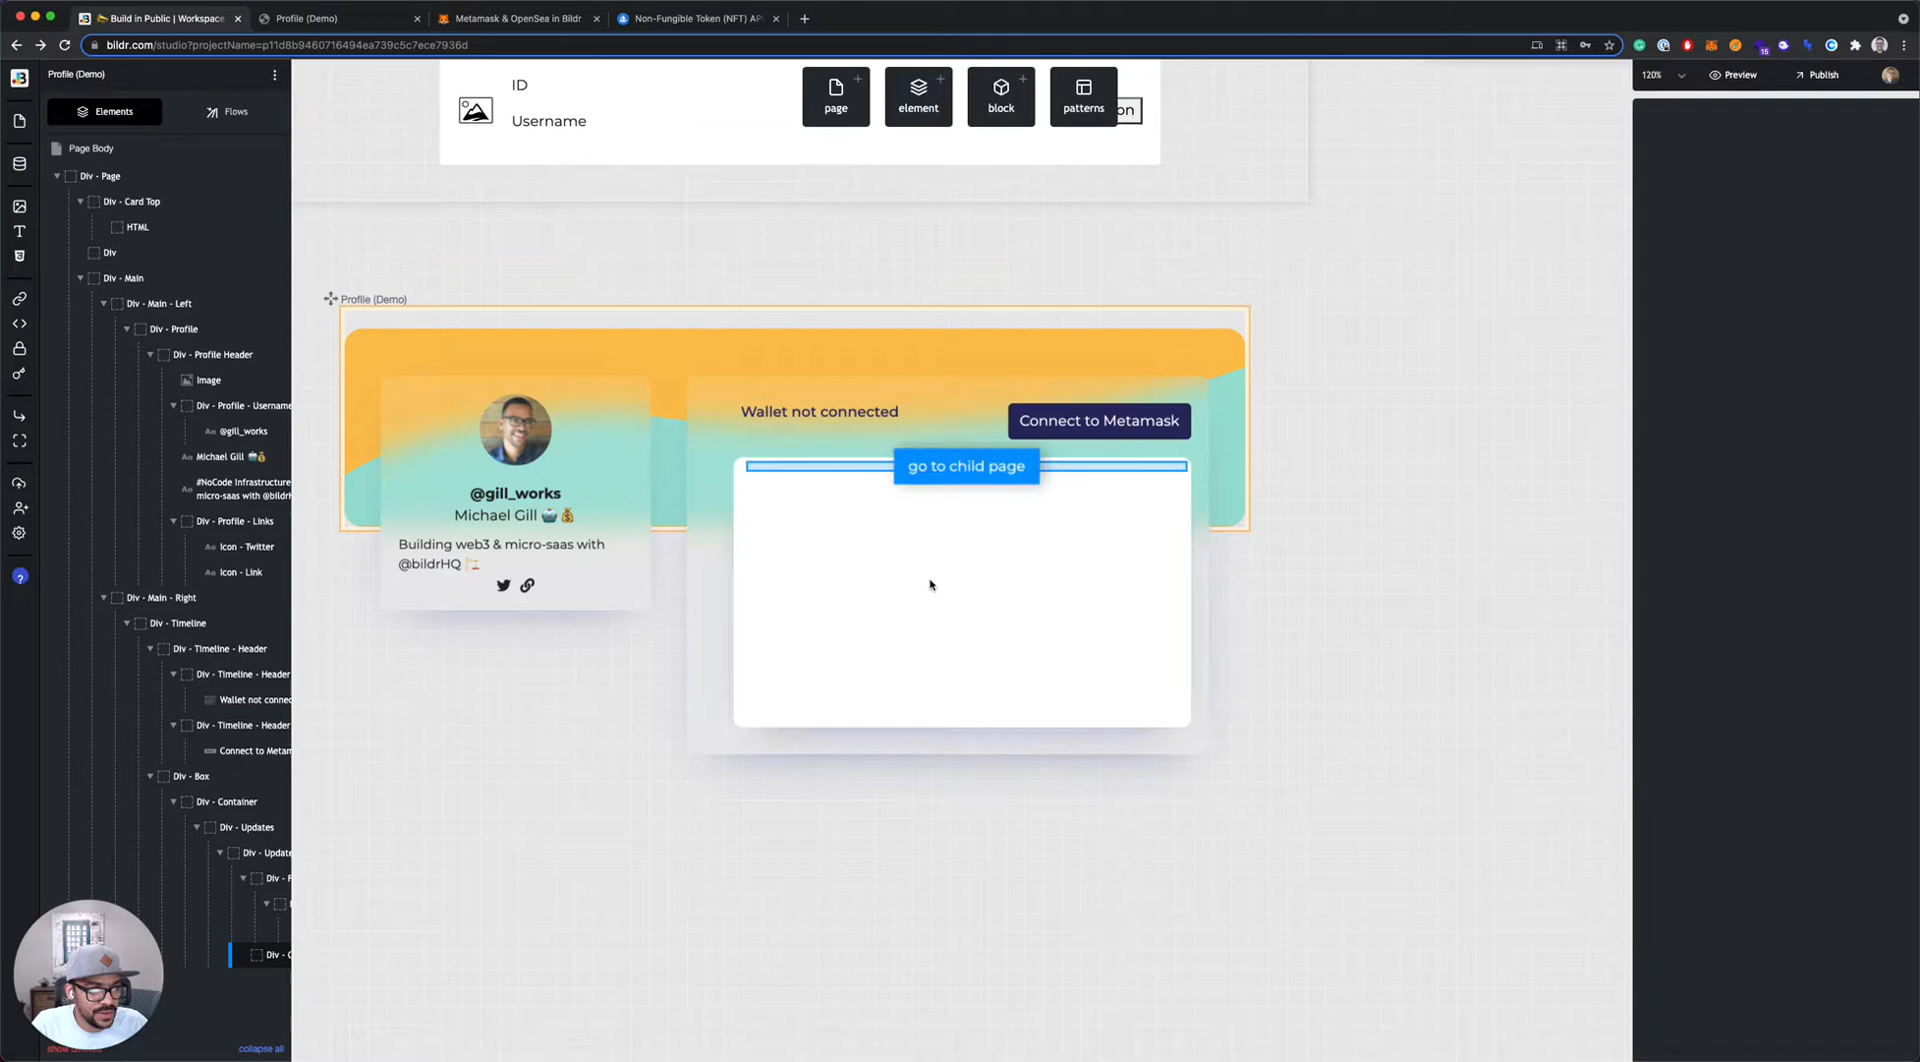 Build in Public | Workspace
Profile (Demo)
Metamask & OpenSea in Bildr
Non-Fungible Token (NFT) AP
bildr.com/studio?projectName=p11d8b9460716494ea739c5c7ece7936d
15
Profile (Demo)
Elements
Flows
Page Body
Div - Page
Div - Card Top
HTML
Div
Div - Main
Div - Main - Left
Div - Profile
Div - Profile Header
Image
Div - Profile - Username
@gill_works
Michael Gill
#NoCode Infrastructure
micro-saas with @bildrH
Div - Profile - Links
Icon - Twitter
Icon - Link
Div - Main - Right
Div - Timeline
Div - Timeline - Header
Div - Timeline - Header
Wallet not connec
Div - Timeline - Header
Connect to Metam
Div - Box
Div - Container
Div - Updates
Div - Update
Div - F
Div - C
collapse all
ID
Username
page
element
block
patterns
on
120%
Preview
Publish
Profile (Demo)
@gill_works
Michael Gill
Building web3 & micro-saas with
@bildrHQ
Wallet not connected
Connect to Metamask
go to child page